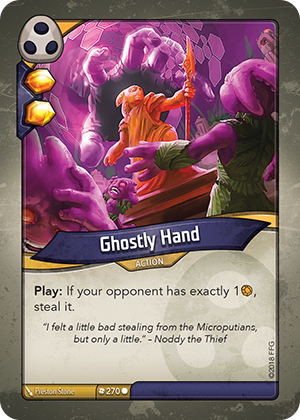 Ghostly Hand
ACTION
Play: If your opponent has exactly 1,
steal it.
“I felt a little bad stealing from the Microputians,
but only a little.” – Noddy the Thief
Preston Stone
270
©2018 FFG